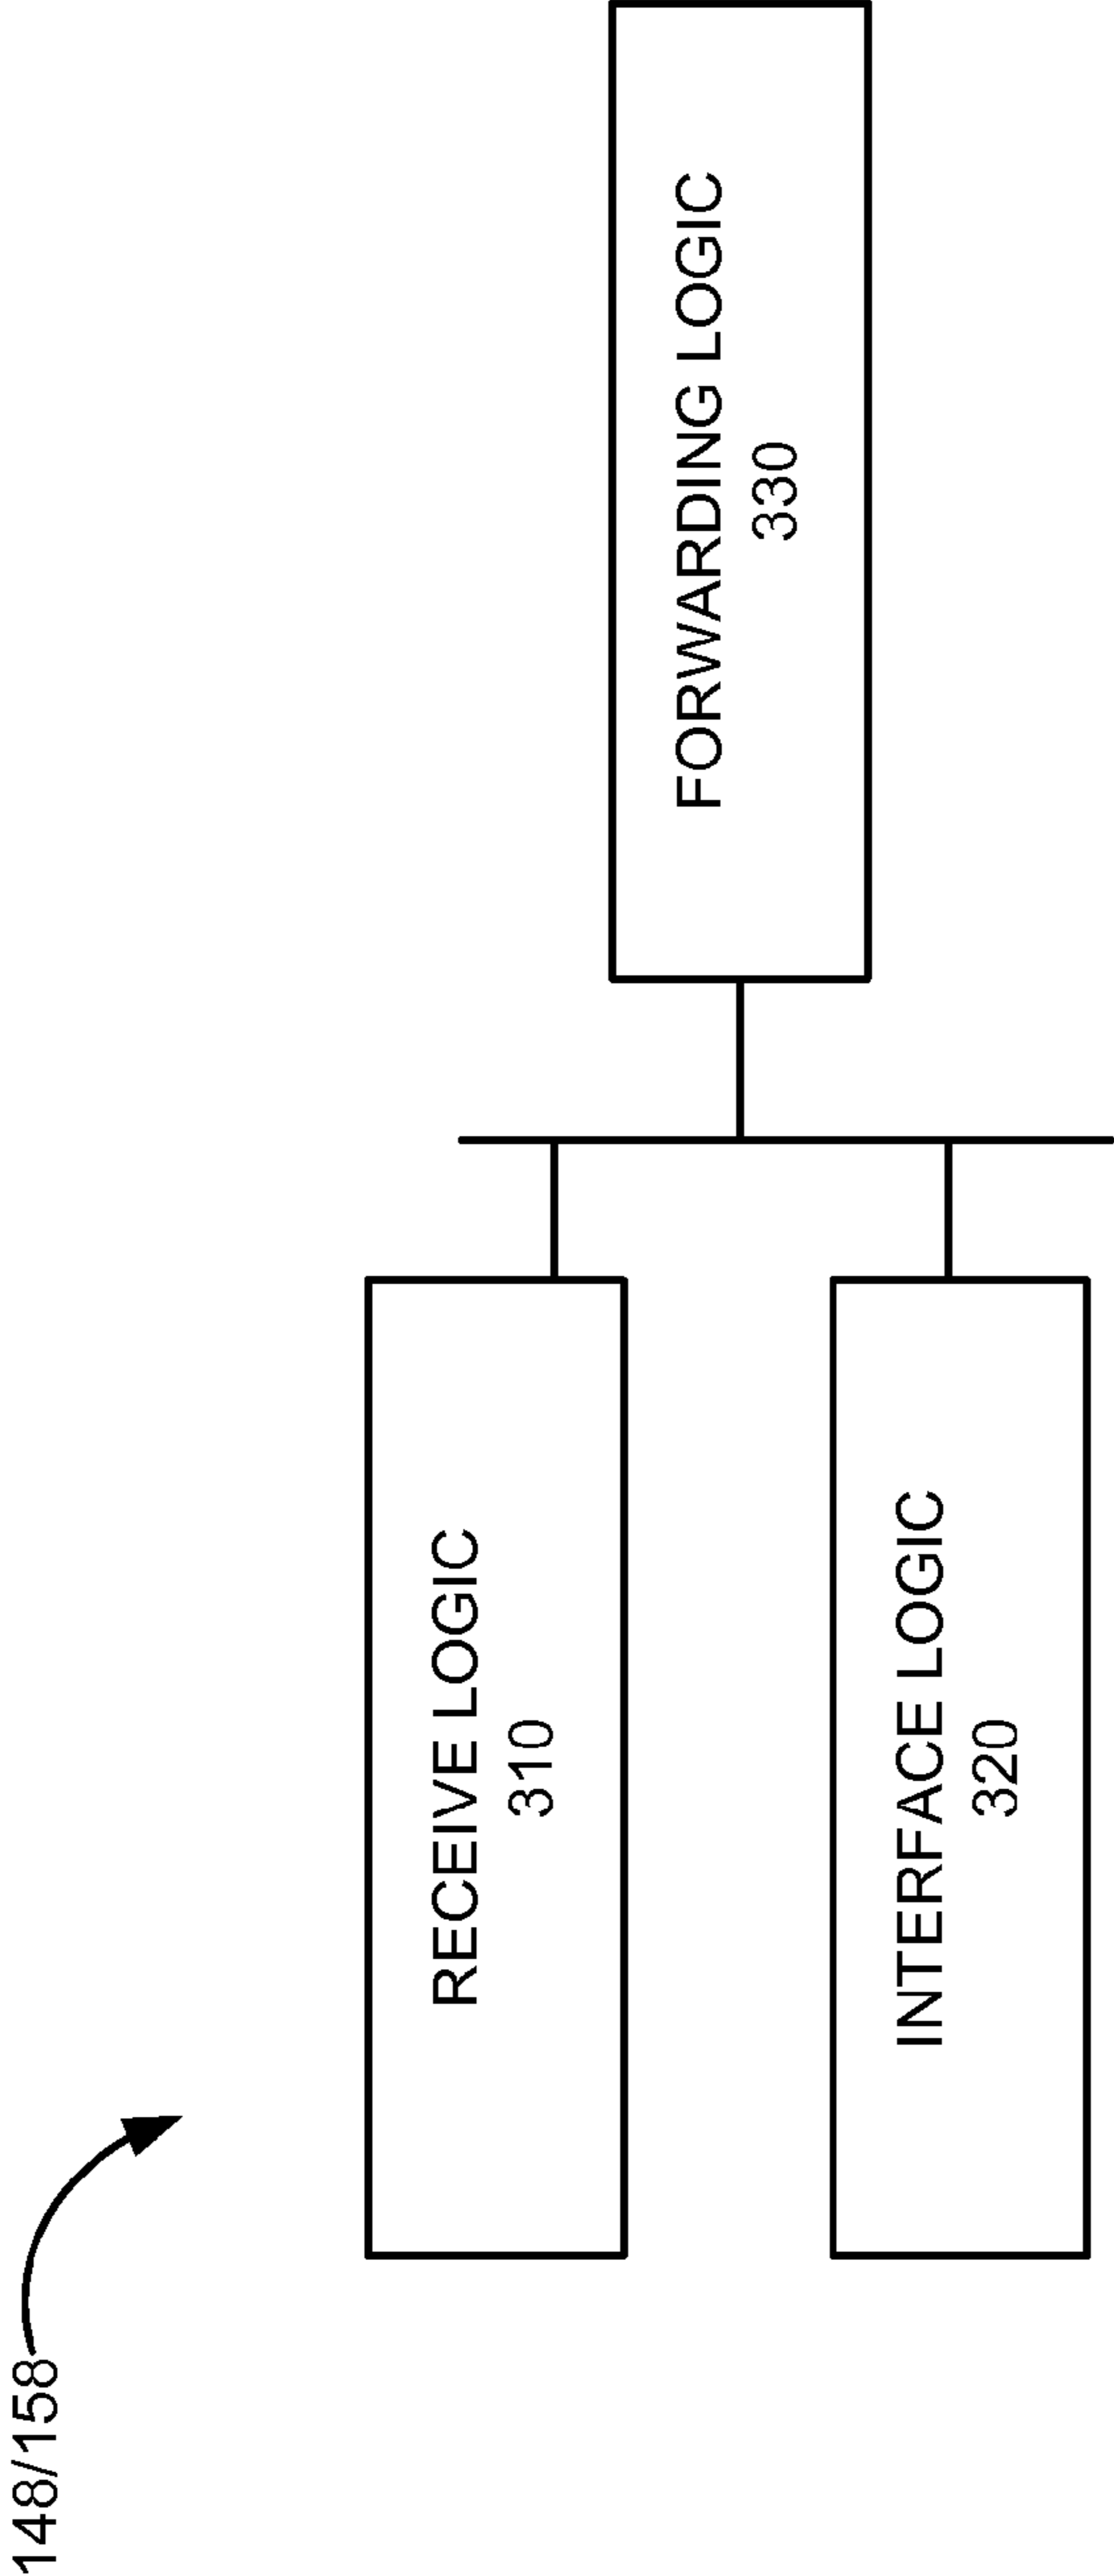 148/158
RECEIVE LOGIC
310
INTERFACE LOGIC
320
FORWARDING LOGIC
330